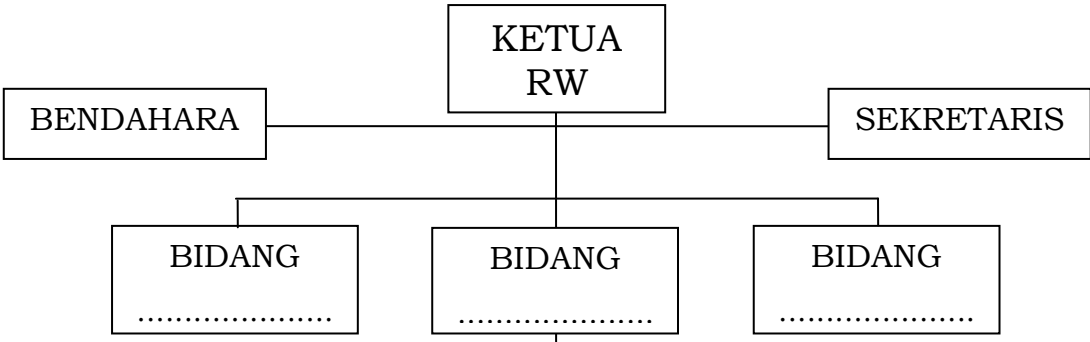 KETUA
RW
BENDAHARA
SEKRETARIS
BIDANG
.....................
BIDANG
.....................
BIDANG
.....................